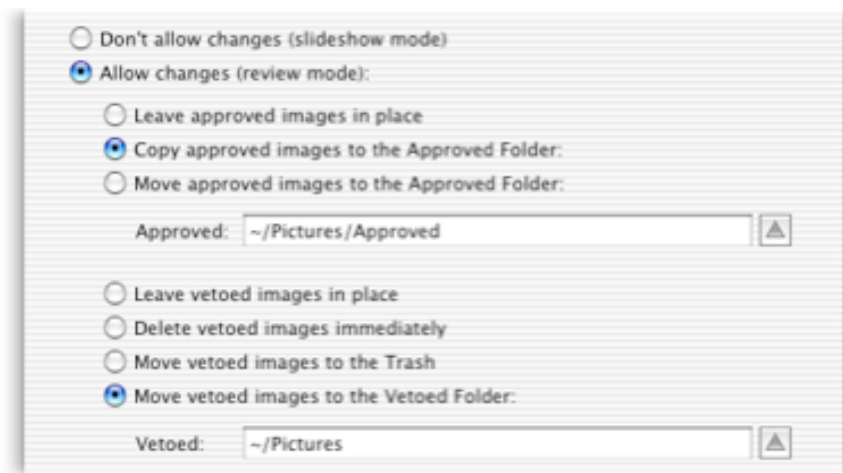 Don't allow changes (slideshow mode)
Allow changes (review mode):
Leave approved images in place
Copy approved images to the Approved Folder:
Move approved images to the Approved Folder:
Approved: ~/Pictures/Approved
Leave vetoed images in place
Delete vetoed images immediately
Move vetoed images to the Trash
Move vetoed images to the Vetoed Folder:
Vetoed: ~/Pictures